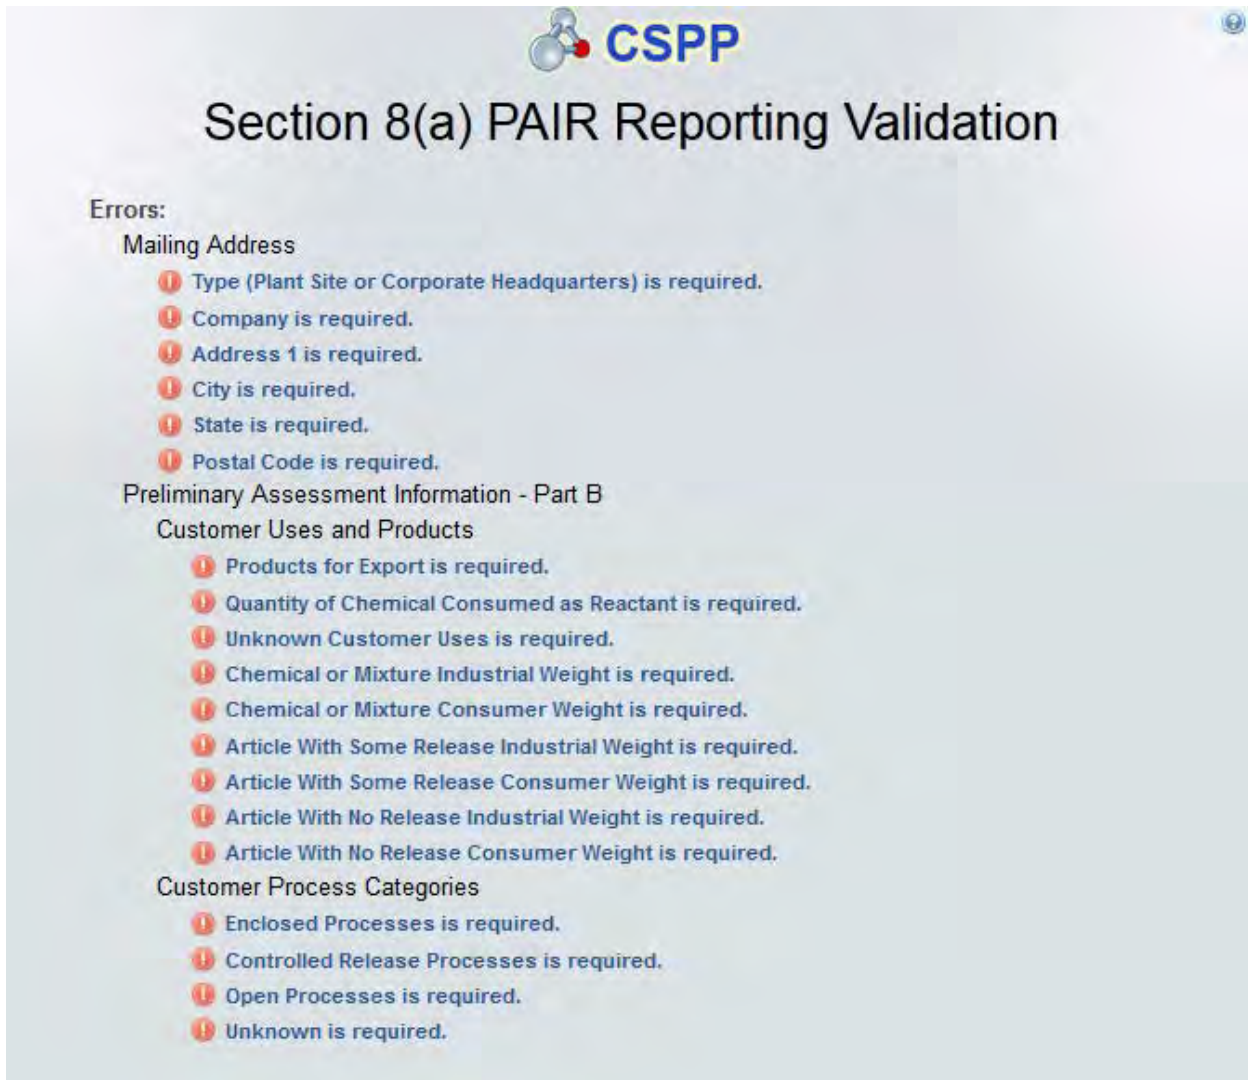 CSPP
Section 8(a) PAIR Reporting Validation
Errors:
Mailing Address
Type (Plant Site or Corporate Headquarters) is required.
Company is required.
Address 1 is required.
City is required.
State is required.
Postal Code is required.
Preliminary Assessment Information - Part B
Customer Uses and Products
Products for Export is required.
Quantity of Chemical Consumed as Reactant is required.
Unknown Customer Uses is required.
Chemical or Mixture Industrial Weight is required.
Chemical or Mixture Consumer Weight is required.
Article With Some Release Industrial Weight is required.
Article With Some Release Consumer Weight is required.
Article With No Release Industrial Weight is required.
Article With No Release Consumer Weight is required.
Customer Process Categories
Enclosed Processes is required.
Controlled Release Processes is required.
Open Processes is required.
Unknown is required.